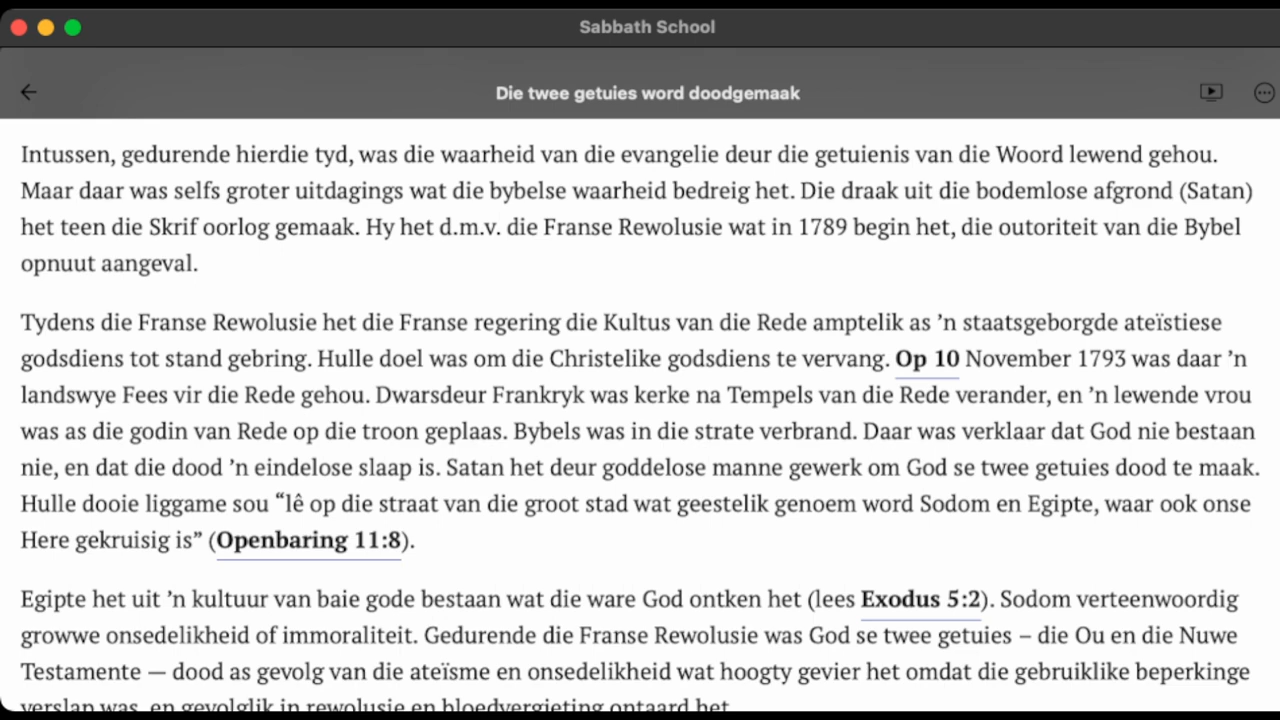 Sabbath School
Die twee getuies word doodgemaak
Intussen, gedurende hierdie tyd, was die waarheid van die evangelie deur die getuienis van die Woord lewend gehou.
Maar daar was selfs groter uitdagings wat die bybelse waarheid bedreig het. Die draak uit die bodemlose afgrond (Satan)
het teen die Skrif oorlog gemaak. Hy het d.m.v. die Franse Rewolusie wat in 1789 begin het, die outoriteit van die Bybel
opnuut aangeval.
Tydens die Franse Rewolusie het die Franse regering die Kultus van die Rede amptelik as ’n staatsgeborgde ateïstiese
godsdiens tot stand gebring. Hulle doel was om die Christelike godsdiens te vervang. Op 10 November 1793 was daar ’n
landswye Fees vir die Rede gehou. Dwarsdeur Frankryk was kerke na Tempels van die Rede verander, en ’n lewende vrou
was as die godin van Rede op die troon geplaas. Bybels was in die strate verbrand. Daar was verklaar dat God nie bestaan
nie, en dat die dood ’n eindelose slaap is. Satan het deur goddelose manne gewerk om God se twee getuies dood te maak.
Hulle dooie liggame sou “lê op die straat van die groot stad wat geestelik genoem word Sodom en Egipte, waar ook onse
Here gekruisig is” (Openbaring 11:8).
Egipte het uit ’n kultuur van baie gode bestaan wat die ware God ontken het (lees Exodus 5:2). Sodom verteenwoordig
growwe onsedelikheid of immoraliteit. Gedurende die Franse Rewolusie was God se twee getuies – die Ou en die Nuwe
Testamente — dood as gevolg van die ateïsme en onsedelikheid wat hoogty gevier het omdat die gebruiklike beperkinge
verslap was, en gevolglik in rewolusie en bloedvergieting ontaard het.